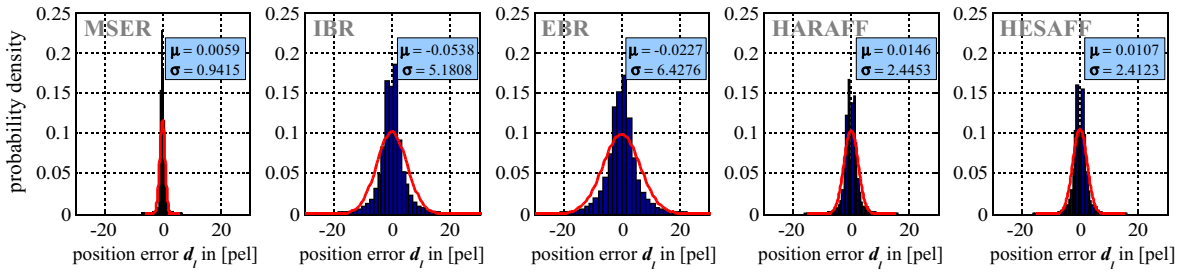 probability density
MSER
μ = 0.0059
σ = 0.9415
0.25
0.2
0.15
0.1
0.05
0
-20 0 20
position error d_l in [pel]
IBR
μ = -0.0538
σ = 5.1808
0.25
0.2
0.15
0.1
0.05
0
-20 0 20
position error d_l in [pel]
EBR
μ = -0.0227
σ = 6.4276
0.25
0.2
0.15
0.1
0.05
0
-20 0 20
position error d_l in [pel]
HARAFF
μ = 0.0146
σ = 2.4453
0.25
0.2
0.15
0.1
0.05
0
-20 0 20
position error d_l in [pel]
HESAFF
μ = 0.0107
σ = 2.4123
0.25
0.2
0.15
0.1
0.05
0
-20 0 20
position error d_l in [pel]